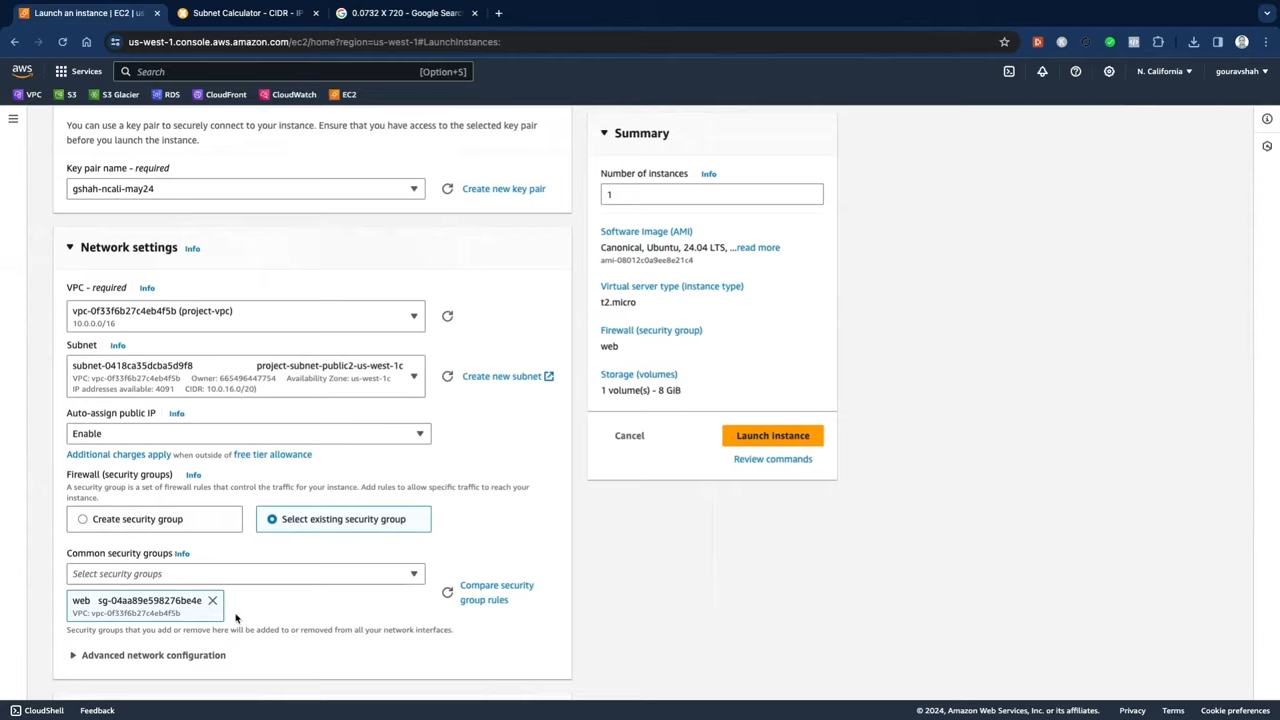 Launch an instance | EC2 | us
Subnet Calculator - CIDR - IP
0.0732 X 720 - Google Searc
us-west-1.console.aws.amazon.com/ec2/home?region=us-west-1#LaunchInstances:
aws
Services
Search
[Option+S]
N. California
gouravshah
VPC
S3
S3 Glacier
RDS
CloudFront
CloudWatch
EC2
You can use a key pair to securely connect to your instance. Ensure that you have access to the selected key pair
before you launch the instance.
Key pair name - required
gshah-ncali-may24
Create new key pair
Network settings Info
VPC - required Info
vpc-0f33f6b27c4eb4f5b (project-vpc)
10.0.0.0/16
Subnet Info
subnet-0418ca35dcba5d9f8 project-subnet-public2-us-west-1c
VPC: vpc-0f33f6b27c4eb4f5b Owner: 665496447754 Availability Zone: us-west-1c
IP addresses available: 4091 CIDR: 10.0.16.0/20)
Create new subnet
Auto-assign public IP Info
Enable
Additional charges apply when outside of free tier allowance
Firewall (security groups) Info
A security group is a set of firewall rules that control the traffic for your instance. Add rules to allow specific traffic to reach your
instance.
Create security group
Select existing security group
Common security groups Info
Select security groups
web sg-04aa89e598276be4e
VPC: vpc-0f33f6b27c4eb4f5b
Compare security
group rules
Security groups that you add or remove here will be added to or removed from all your network interfaces.
Advanced network configuration
Summary
Number of instances Info
1
Software Image (AMI)
Canonical, Ubuntu, 24.04 LTS, ...read more
ami-08012c0a9ee8e21c4
Virtual server type (instance type)
t2.micro
Firewall (security group)
web
Storage (volumes)
1 volume(s) - 8 GiB
Cancel
Launch instance
Review commands
CloudShell
Feedback
© 2024, Amazon Web Services, Inc. or its affiliates.
Privacy
Terms
Cookie preferences